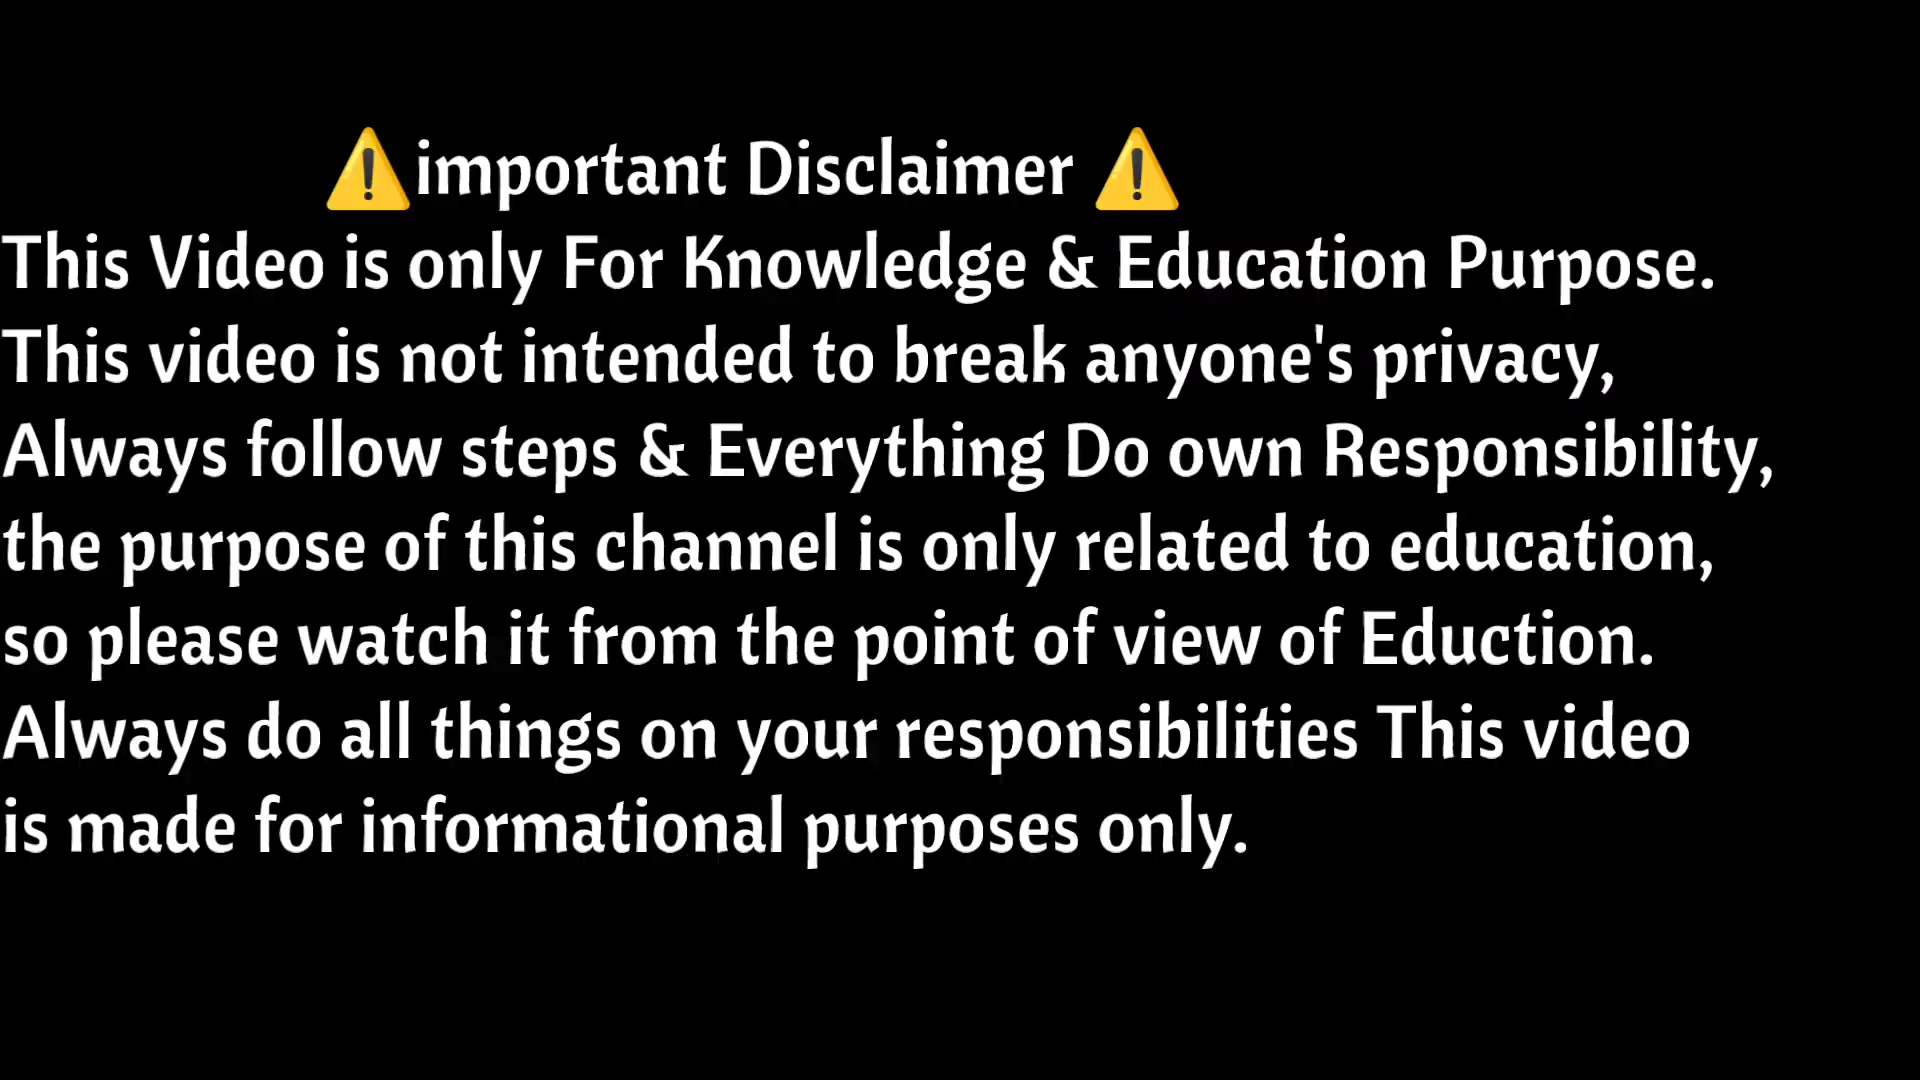 ⚠️important Disclaimer ⚠️
This Video is only For Knowledge & Education Purpose.
This video is not intended to break anyone's privacy,
Always follow steps & Everything Do own Responsibility,
the purpose of this channel is only related to education,
so please watch it from the point of view of Eduction.
Always do all things on your responsibilities This video
is made for informational purposes only.